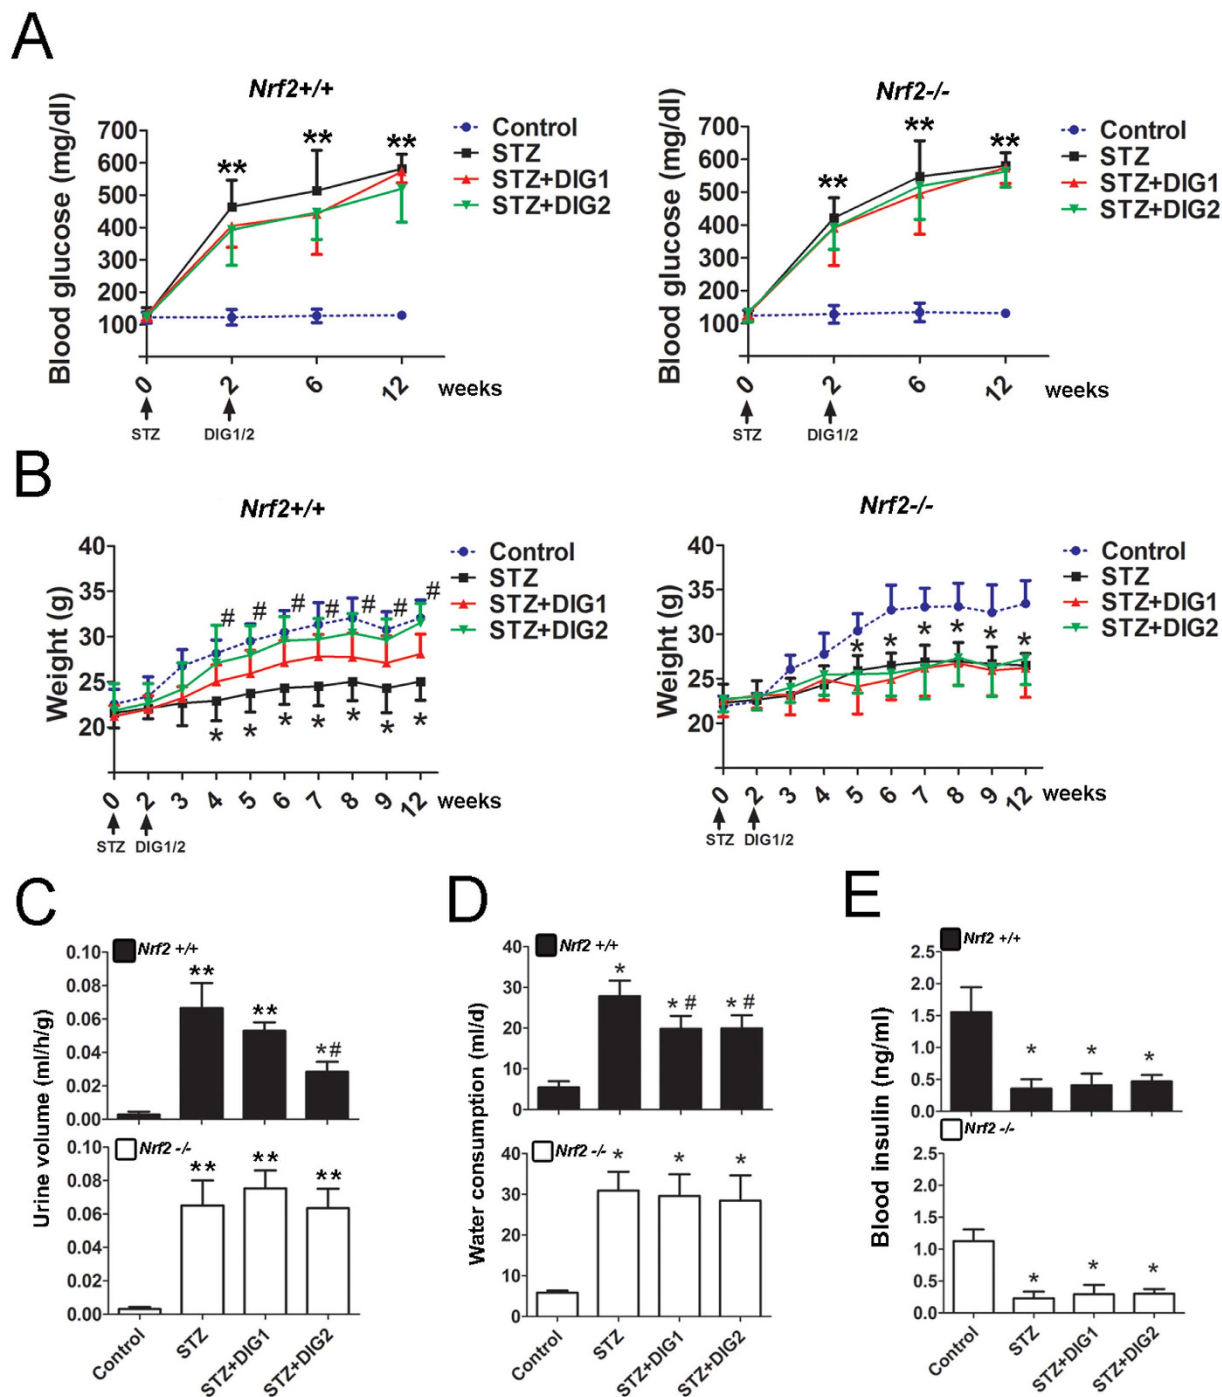 A
Nrf2+/+
Blood glucose (mg/dl)
700
600
500
400
300
200
100
** ** **
Control
STZ
STZ+DIG1
STZ+DIG2
0 2 6 12 weeks
STZ DIG1/2
Nrf2-/-
Blood glucose (mg/dl)
700
600
500
400
300
200
100
** ** **
Control
STZ
STZ+DIG1
STZ+DIG2
0 2 6 12 weeks
STZ DIG1/2
B
Nrf2+/+
Weight (g)
40
35
30
25
20
# # # # # # #
* * * * * * *
Control
STZ
STZ+DIG1
STZ+DIG2
0 2 3 4 5 6 7 8 9 12 weeks
STZ DIG1/2
Nrf2-/-
Weight (g)
40
35
30
25
20
* * * * * *
Control
STZ
STZ+DIG1
STZ+DIG2
0 2 3 4 5 6 7 8 9 12 weeks
STZ DIG1/2
C
Urine volume (ml/h/g)
Nrf2 +/+
0.10
0.08
0.06
0.04
0.02
0.00
** ** *#
Nrf2 -/-
0.10
0.08
0.06
0.04
0.02
0.00
** ** **
Control STZ STZ+DIG1 STZ+DIG2
D
Water consumption (ml/d)
Nrf2 +/+
40
30
20
10
0
* *# *#
Nrf2 -/-
40
30
20
10
0
* * *
Control STZ STZ+DIG1 STZ+DIG2
E
Blood insulin (ng/ml)
Nrf2 +/+
2.5
2.0
1.5
1.0
0.5
0.0
* * *
Nrf2 -/-
2.5
2.0
1.5
1.0
0.5
0.0
* * *
Control STZ STZ+DIG1 STZ+DIG2